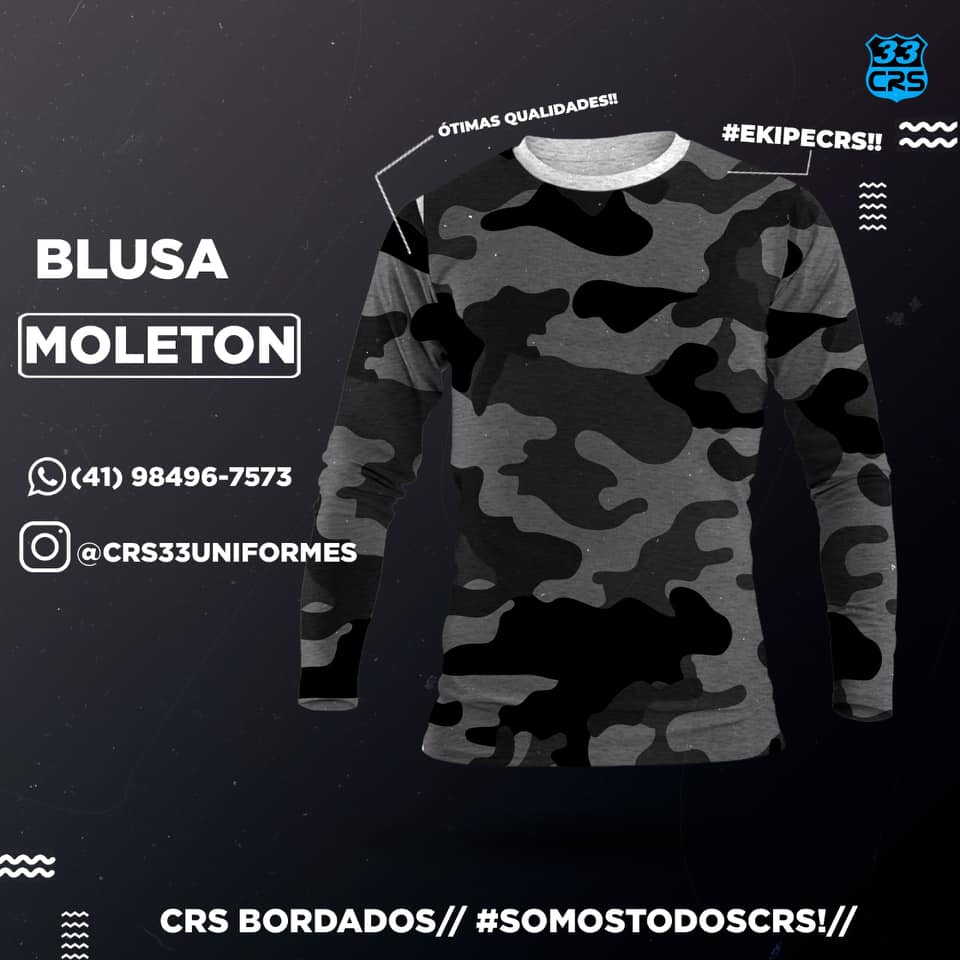 33
CRS
ÓTIMAS QUALIDADES!!
#EKIPECRS!!
BLUSA
MOLETON
(41) 98496-7573
@CRS33UNIFORMES
CRS BORDADOS// #SOMOSTODOSCRS!//